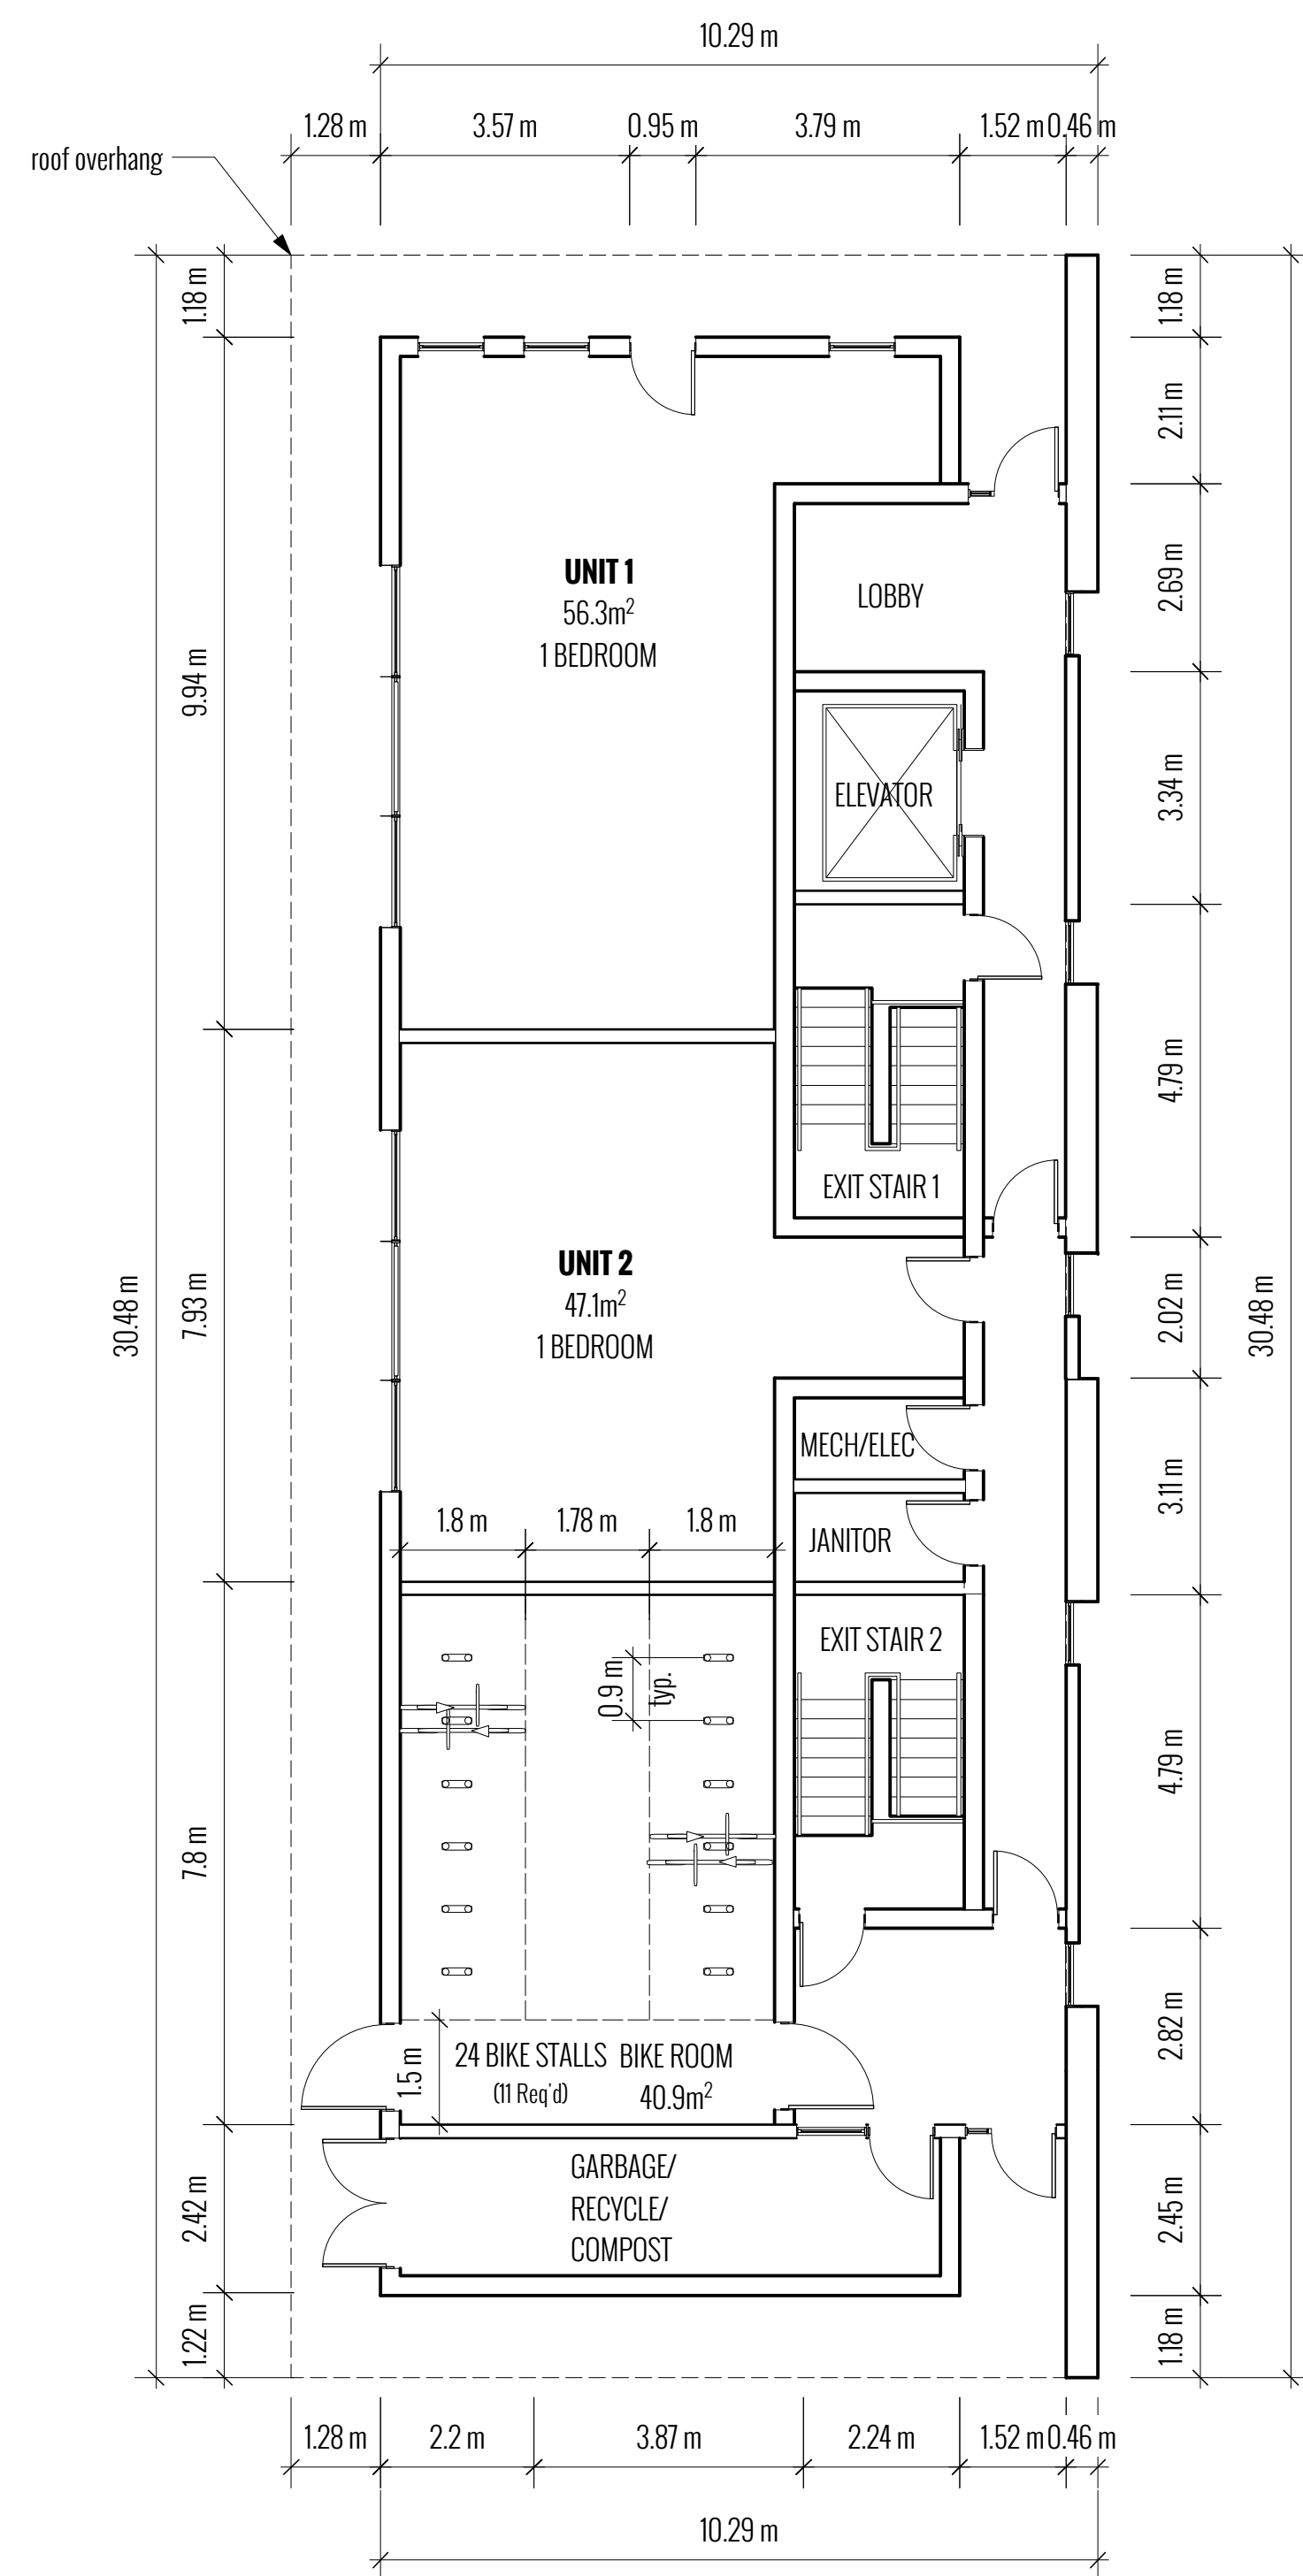 10.29 m
1.28 m 3.57 m 0.95 m 3.79 m 1.52 m 0.46 m
roof overhang
1.18 m
1.18 m
2.11 m
UNIT 1
56.3m²
1 BEDROOM
LOBBY
2.69 m
9.94 m
ELEVATOR
3.34 m
4.79 m
EXIT STAIR 1
UNIT 2
47.1m²
1 BEDROOM
30.48 m
7.93 m
2.02 m
30.48 m
MECH/ELEC
3.11 m
1.8 m 1.78 m 1.8 m
JANITOR
EXIT STAIR 2
0.9 m
typ.
4.79 m
7.8 m
24 BIKE STALLS BIKE ROOM
(11 Req'd) 40.9m²
1.5 m
2.82 m
GARBAGE/
RECYCLE/
COMPOST
2.42 m
2.45 m
1.22 m
1.18 m
1.28 m 2.2 m 3.87 m 2.24 m 1.52 m 0.46 m
10.29 m